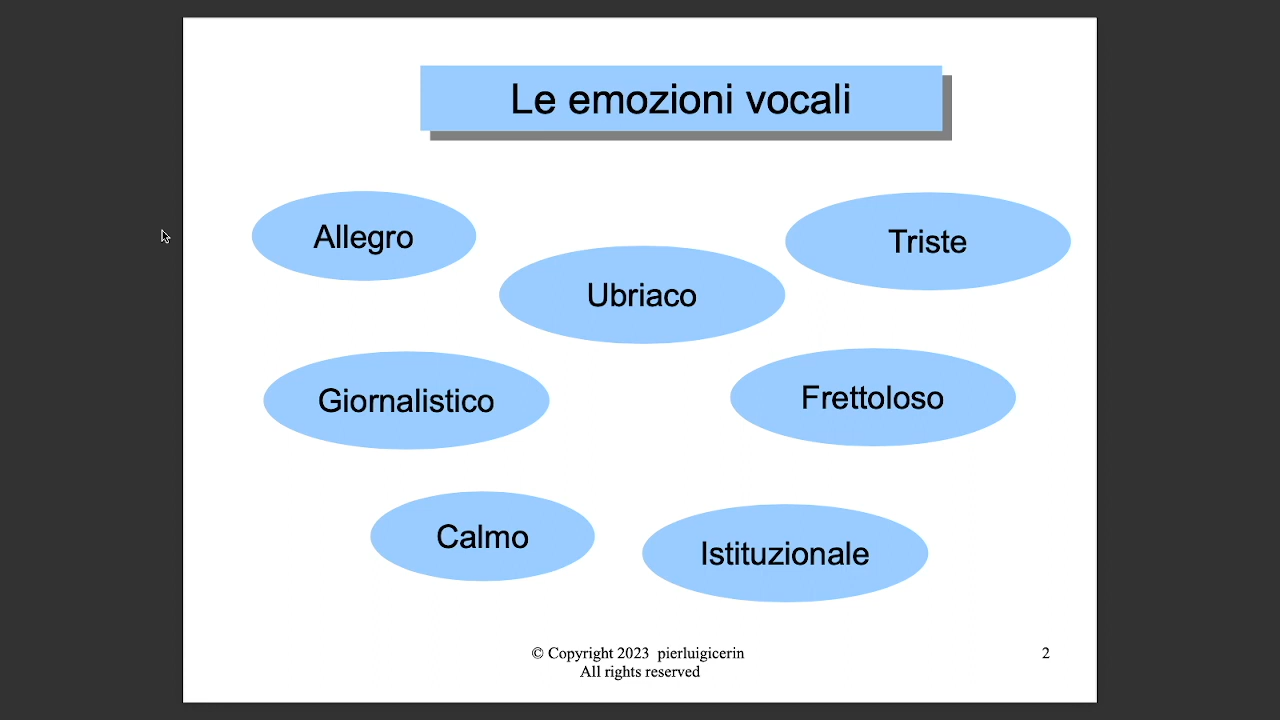 Le emozioni vocali
Allegro
Triste
Ubriaco
Giornalistico
Frettoloso
Calmo
Istituzionale
© Copyright 2023  pierluigicerin
All rights reserved
2